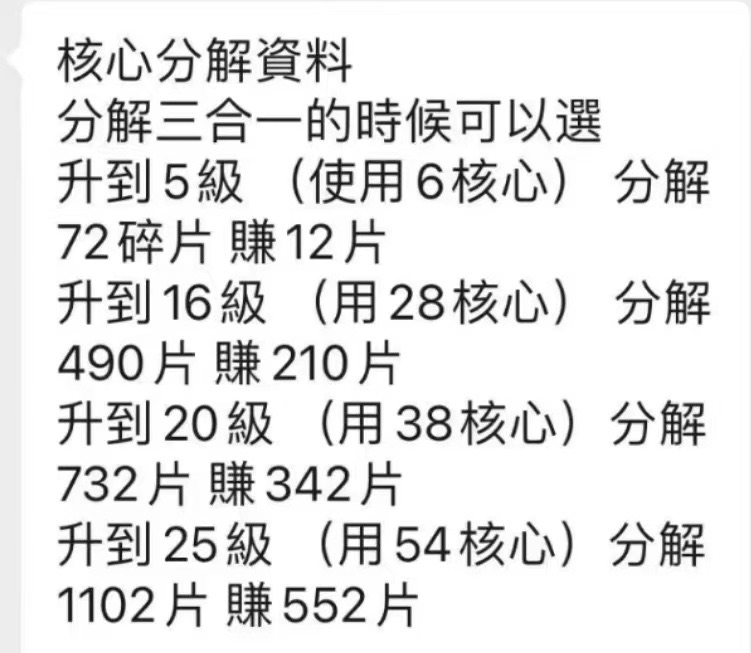 核心分解資料
分解三合一的時候可以選
升到5級 （使用6核心） 分解
72碎片 賺12片
升到16級 （用28核心） 分解
490片 賺210片
升到20級 （用38核心）分解
732片 賺342片
升到25級 （用54核心）分解
1102片 賺552片